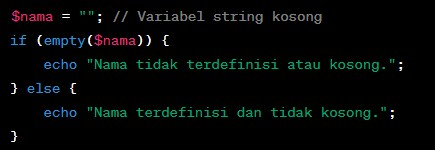 $nama = ""; // Variabel string kosong
if (empty($nama)) {
    echo "Nama tidak terdefinisi atau kosong.";
} else {
    echo "Nama terdefinisi dan tidak kosong.";
}